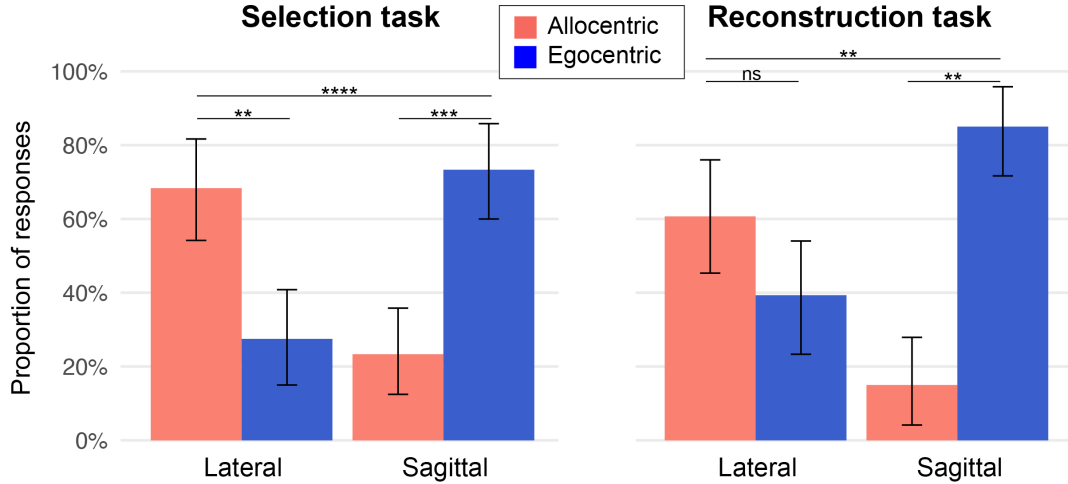 Selection task
Reconstruction task
Allocentric
Egocentric
Proportion of responses
100%
80%
60%
40%
20%
0%
****
**
***
**
ns
**
Lateral
Sagittal
Lateral
Sagittal